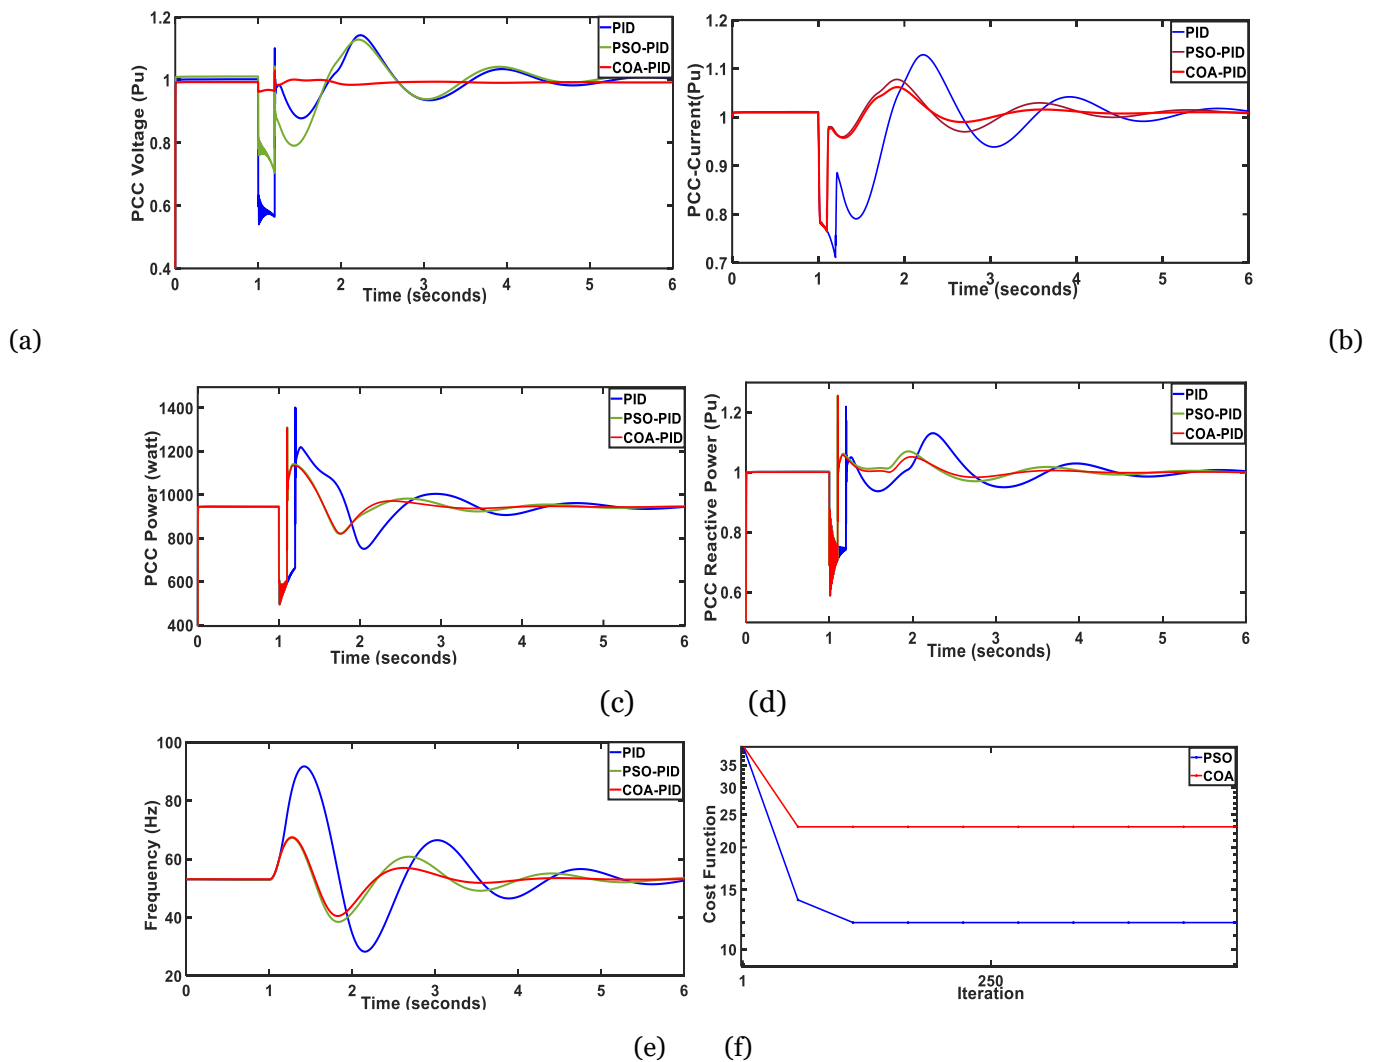 1.2
1
0.8
0.6
0.4
PCC Voltage (Pu)
PID
PSO-PID
COA-PID
0 1 2 3 4 5 6
Time (seconds)
1.2
1.1
1
0.9
0.8
0.7
PCC-Current(Pu)
PID
PSO-PID
COA-PID
0 1 2 3 4 5 6
Time (seconds)
(a) (b)
1400
1200
1000
800
600
400
PCC Power (watt)
PID
PSO-PID
COA-PID
0 1 2 3 4 5 6
Time (seconds)
1.2
1
0.8
0.6
PCC Reactive Power (Pu)
PID
PSO-PID
COA-PID
0 1 2 3 4 5 6
Time (seconds)
(c) (d)
100
80
60
40
20
Frequency (Hz)
PID
PSO-PID
COA-PID
0 1 2 3 4 5 6
Time (seconds)
35
30
25
20
15
10
Cost Function
PSO
COA
1 250
Iteration
(e) (f)